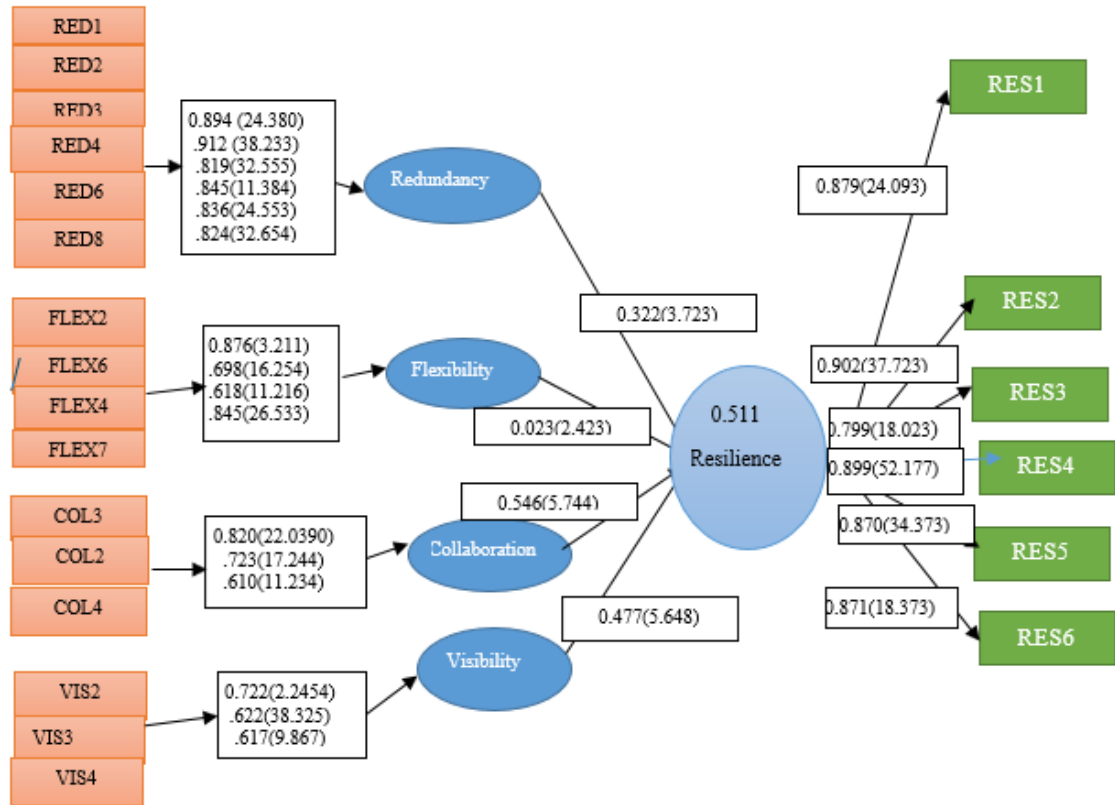 RED1
RED2
RED3
RED4
RED6
RED8
0.894 (24.380)
.912 (38.233)
.819(32.555)
.845(11.384)
.836(24.553)
.824(32.654)
Redundancy
0.322(3.723)
FLEX2
FLEX6
FLEX4
FLEX7
0.876(3.211)
.698(16.254)
.618(11.216)
.845(26.533)
Flexibility
0.023(2.423)
COL3
COL2
COL4
0.820(22.0390)
.723(17.244)
.610(11.234)
Collaboration
0.546(5.744)
VIS2
VIS3
VIS4
0.722(2.2454)
.622(38.325)
.617(9.867)
Visibility
0.477(5.648)
0.511
Resilience
0.879(24.093)
0.902(37.723)
0.799(18.023)
0.899(52.177)
0.870(34.373)
0.871(18.373)
RES1
RES2
RES3
RES4
RES5
RES6